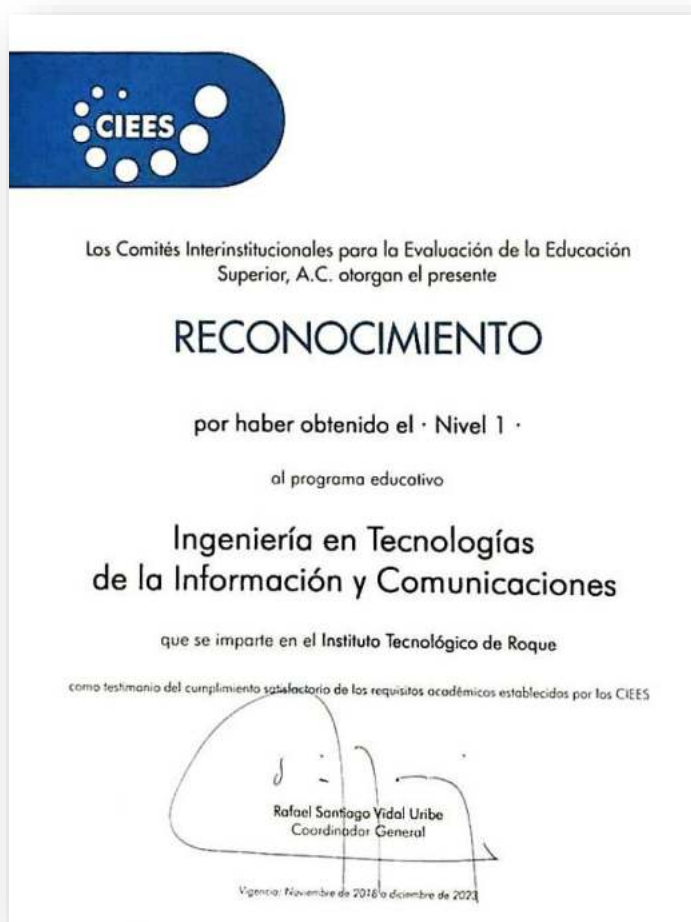 CIEES
Los Comités Interinstitucionales para la Evaluación de la Educación
Superior, A.C. otorgan el presente
RECONOCIMIENTO
por haber obtenido el · Nivel 1 ·
al programa educativo
Ingeniería en Tecnologías
de la Información y Comunicaciones
que se imparte en el Instituto Tecnológico de Roque
como testimonio del cumplimiento satisfactorio de los requisitos académicos establecidos por los CIEES
Rafael Santiago Vidal Uribe
Coordinador General
Vigencia: Noviembre de 2018 a diciembre de 2023